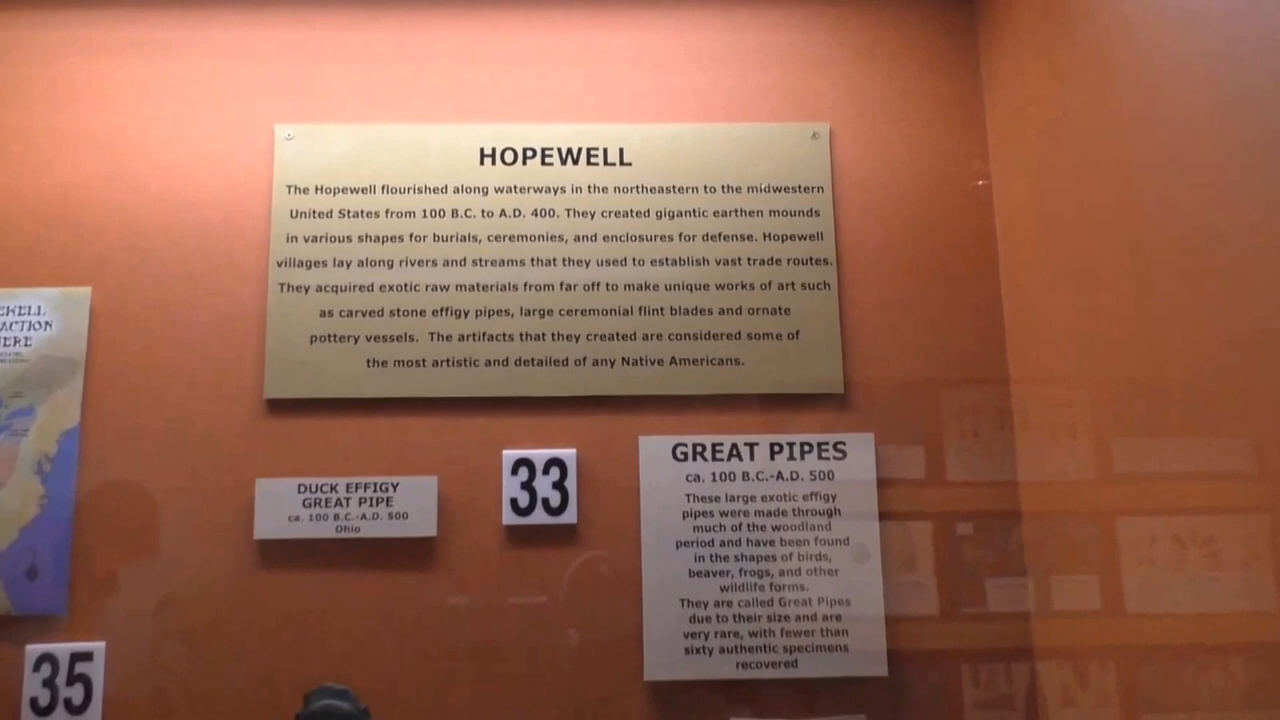 HOPEWELL
The Hopewell flourished along waterways in the northeastern to the midwestern
United States from 100 B.C. to A.D. 400. They created gigantic earthen mounds
in various shapes for burials, ceremonies, and enclosures for defense. Hopewell
villages lay along rivers and streams that they used to establish vast trade routes.
They acquired exotic raw materials from far off to make unique works of art such
as carved stone effigy pipes, large ceremonial flint blades and ornate
pottery vessels. The artifacts that they created are considered some of
the most artistic and detailed of any Native Americans.
EWELL
ACTION
ERE
DUCK EFFIGY
GREAT PIPE
ca. 100 B.C.-A.D. 500
Ohio
33
GREAT PIPES
ca. 100 B.C.-A.D. 500
These large exotic effigy
pipes were made through
much of the woodland
period and have been found
in the shapes of birds,
beaver, frogs, and other
wildlife forms.
They are called Great Pipes
due to their size and are
very rare, with fewer than
sixty authentic specimens
recovered
35